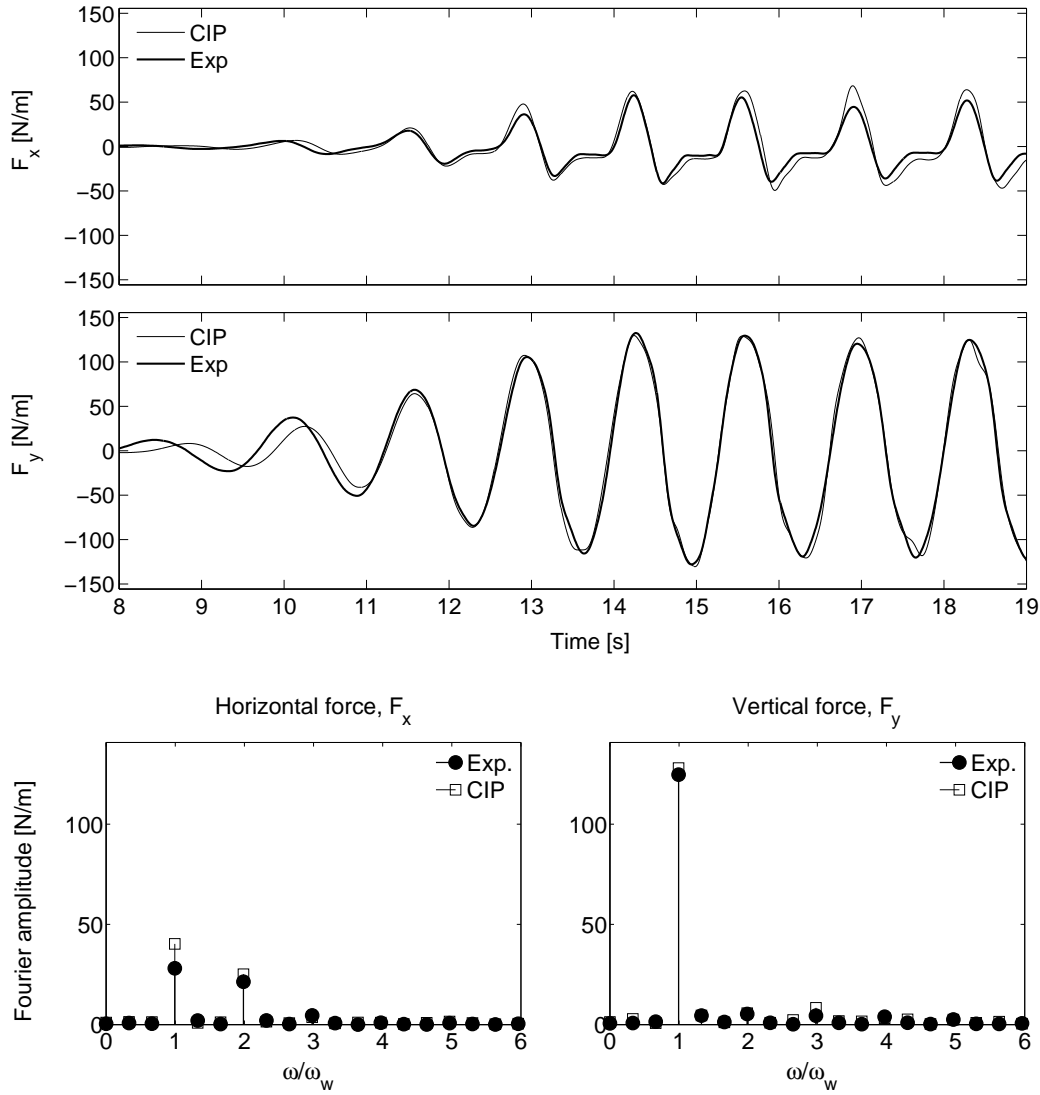 150
CIP
Exp
100
50
0
−50
−100
−150
F_x [N/m]
150
CIP
Exp
100
50
0
−50
−100
−150
F_y [N/m]
8 9 10 11 12 13 14 15 16 17 18 19
Time [s]
Horizontal force, F_x
Vertical force, F_y
Exp.
CIP
100
50
0
Fourier amplitude [N/m]
0 1 2 3 4 5 6
ω/ω_w
Exp.
CIP
100
50
0
0 1 2 3 4 5 6
ω/ω_w